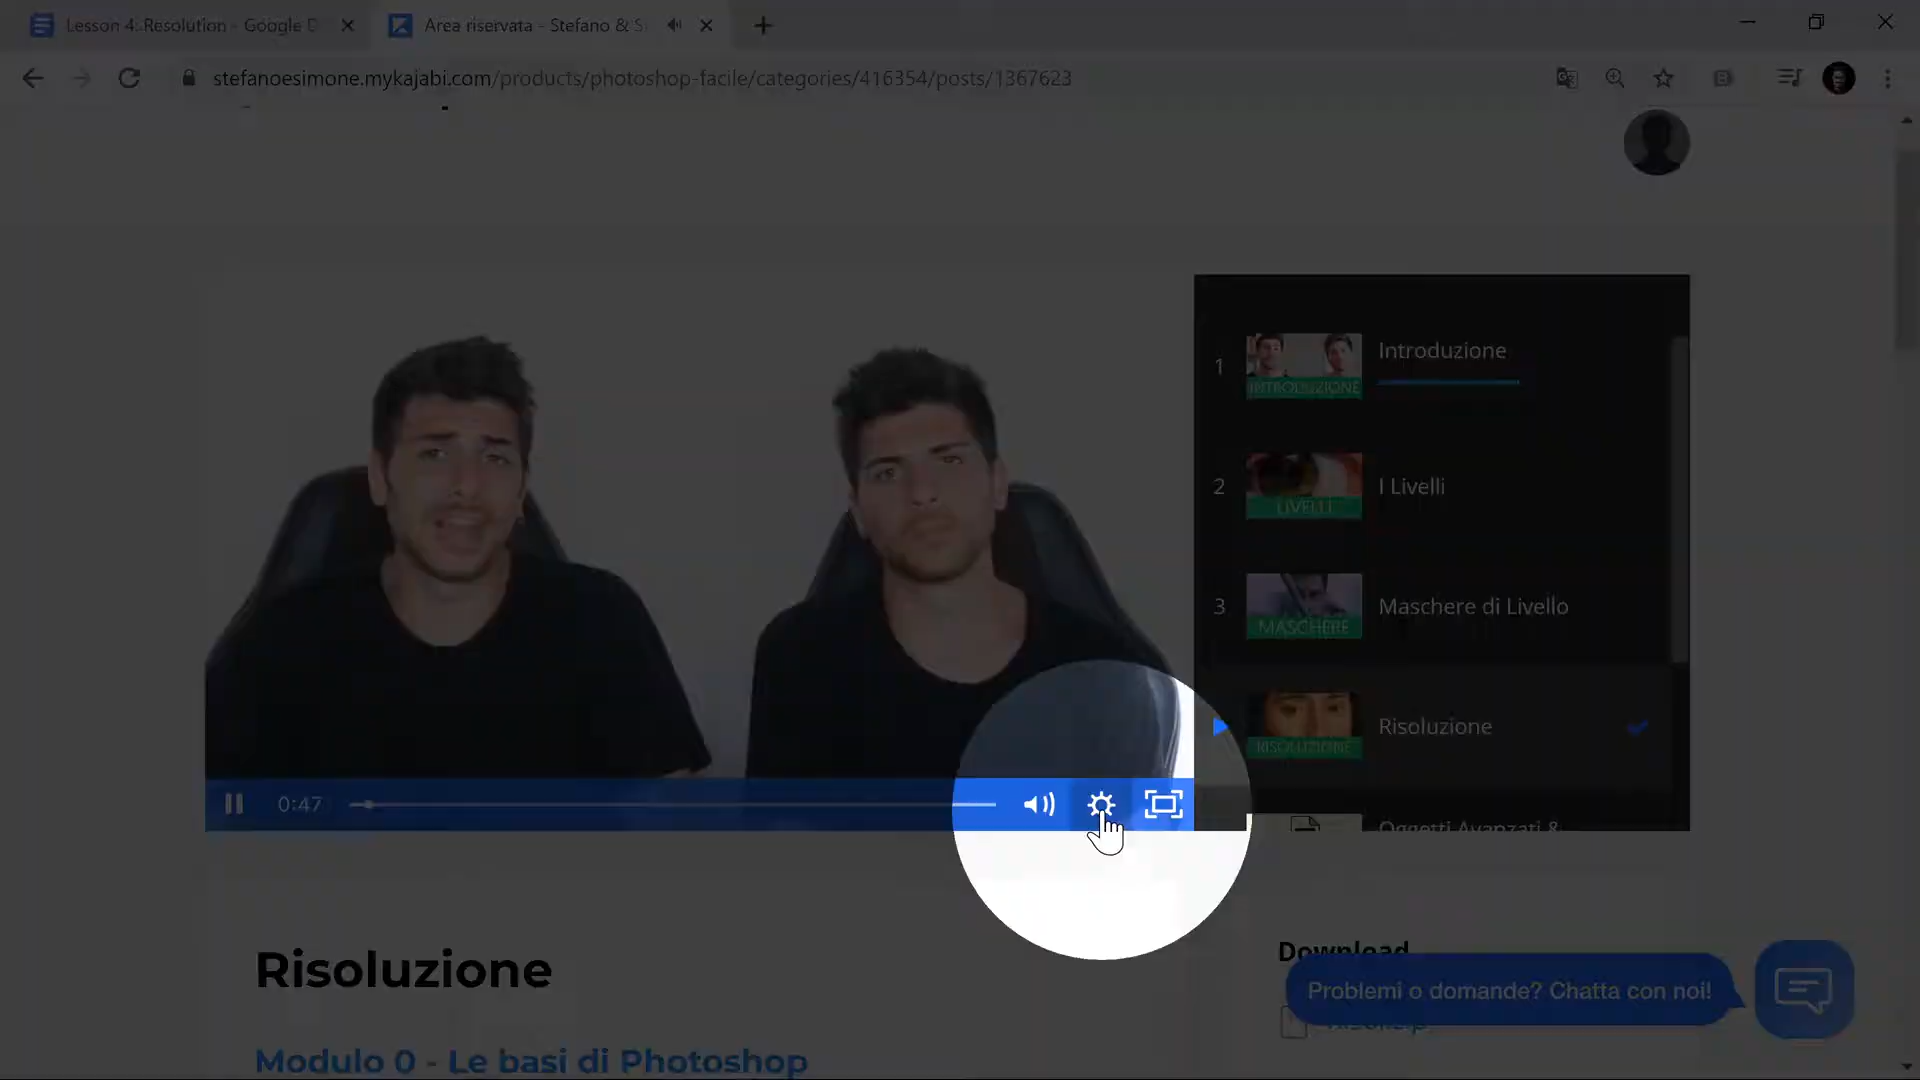 Lesson 4: Resolution - Google D
Area riservata - Stefano & S
stefanoesimone.mykajabi.com/products/photoshop-facile/categories/416354/posts/1367623
1
INTRODUZIONE
Introduzione
2
LIVELLI
I Livelli
3
MASCHERE
Maschere di Livello
RISOLUZIONE
Risoluzione
Oggetti Avanzati &
0:47
Risoluzione
Modulo 0 - Le basi di Photoshop
Download
Problemi o domande? Chatta con noi!